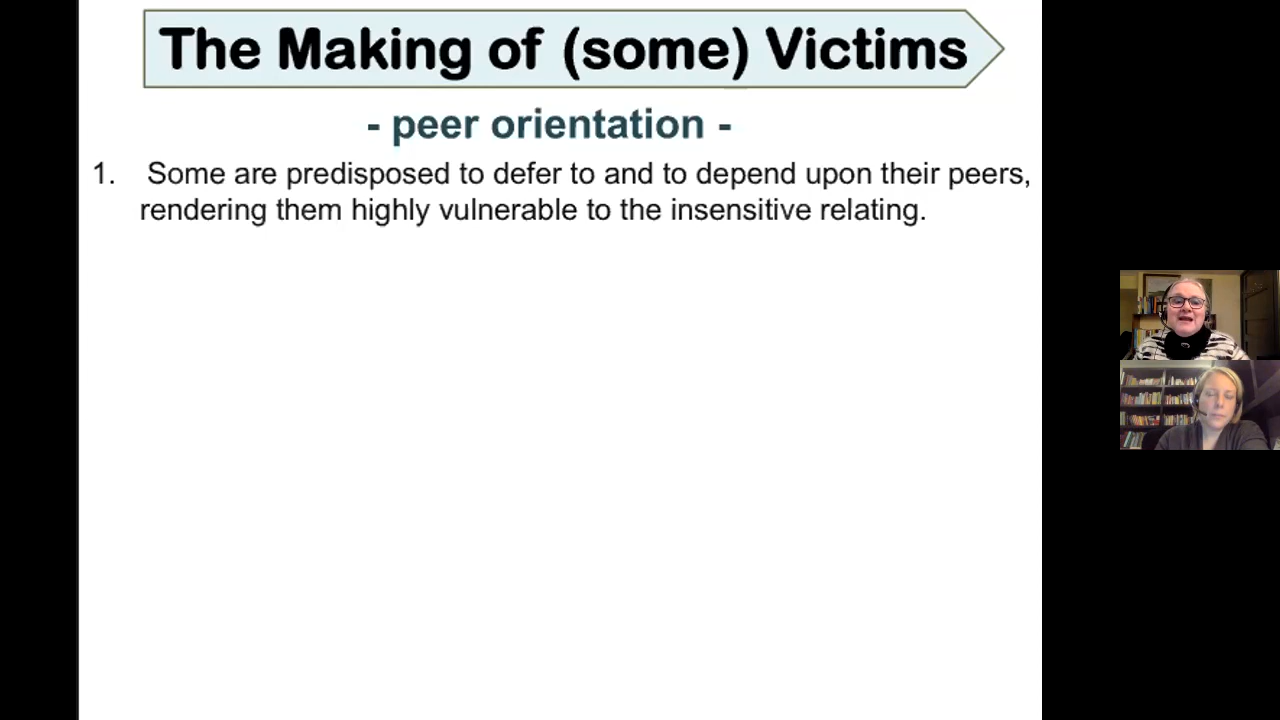 The Making of (some) Victims
- peer orientation -
1. Some are predisposed to defer to and to depend upon their peers,
rendering them highly vulnerable to the insensitive relating.